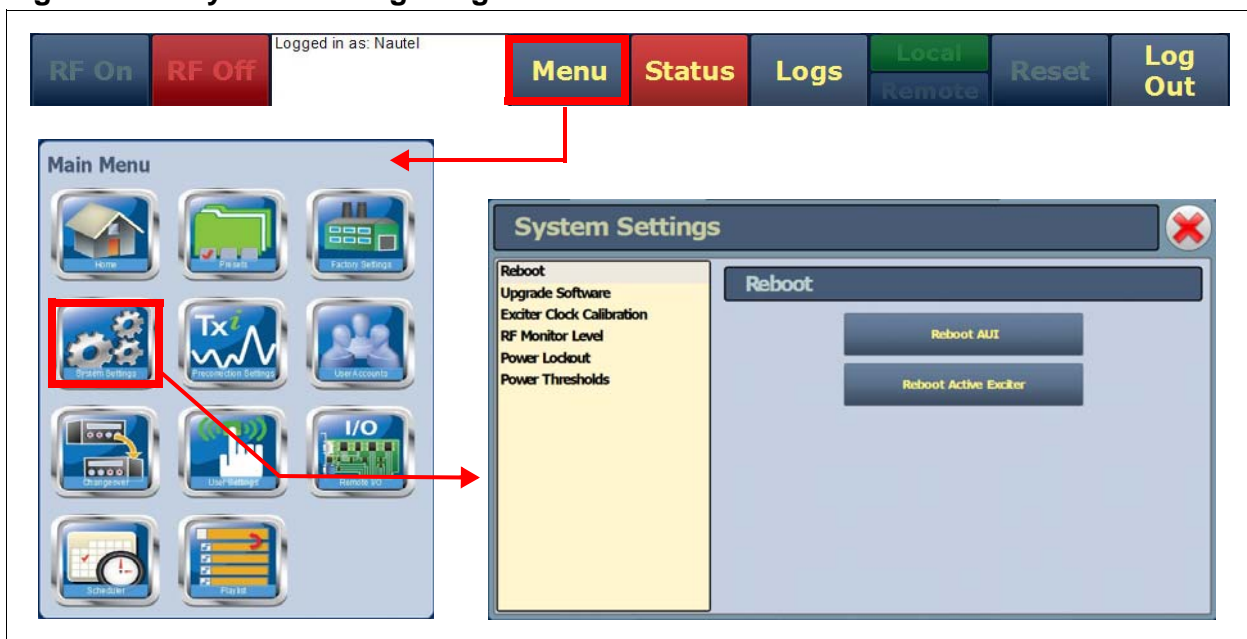 RF On
RF Off
Logged in as: Nautel
Menu
Status
Logs
Local
Remote
Reset
Log
Out
Main Menu
Home
Presets
Factory Settings
System Settings
Tx i
Precorrection Settings
User Accounts
Changeover
User Settings
I/O
Remote I/O
Scheduler
Playlist
System Settings
Reboot
Upgrade Software
Exciter Clock Calibration
RF Monitor Level
Power Lockout
Power Thresholds
Reboot
Reboot AUI
Reboot Active Exciter